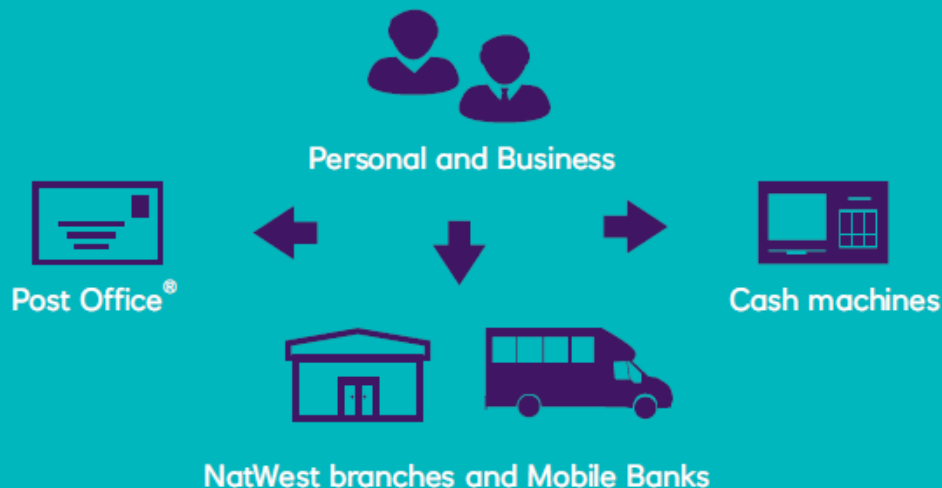 Personal and Business
Post Office®
Cash machines
NatWest branches and Mobile Banks